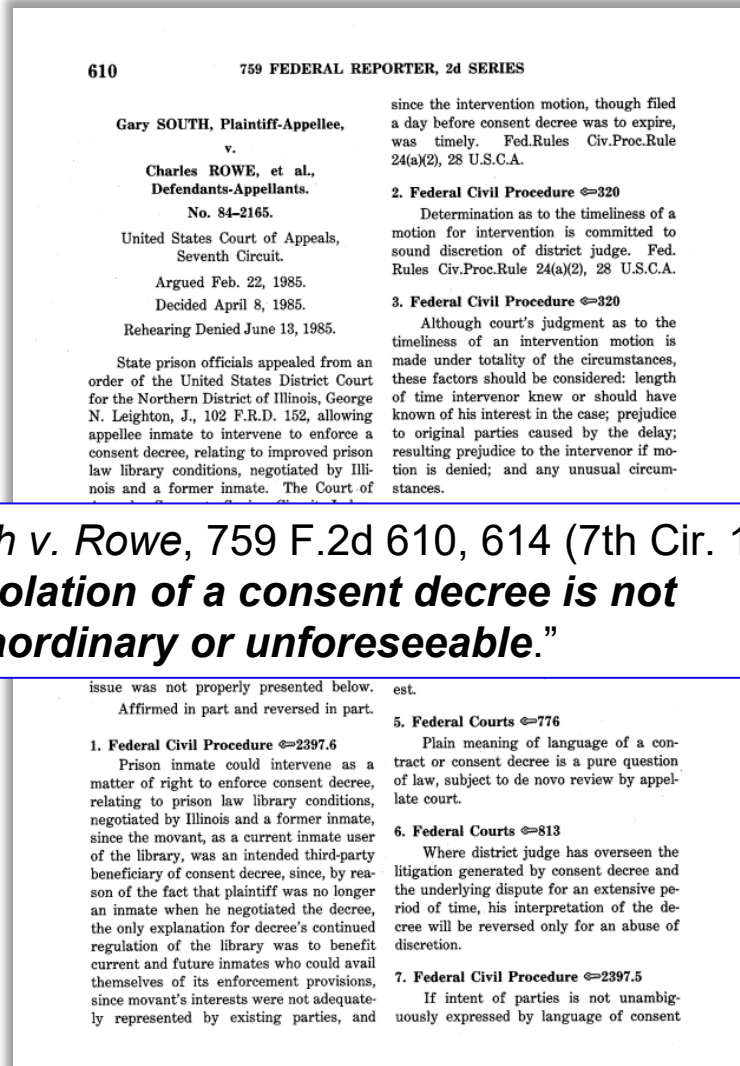 610
759 FEDERAL REPORTER, 2d SERIES
Gary SOUTH, Plaintiff-Appellee,
v.
Charles ROWE, et al.,
Defendants-Appellants.
No. 84–2165.
United States Court of Appeals,
Seventh Circuit.
Argued Feb. 22, 1985.
Decided April 8, 1985.
Rehearing Denied June 13, 1985.
State prison officials appealed from an
order of the United States District Court
for the Northern District of Illinois, George
N. Leighton, J., 102 F.R.D. 152, allowing
appellee inmate to intervene to enforce a
consent decree, relating to improved prison
law library conditions, negotiated by Illi-
nois and a former inmate. The Court of
since the intervention motion, though filed
a day before consent decree was to expire,
was timely. Fed.Rules Civ.Proc.Rule
24(a)(2), 28 U.S.C.A.
2. Federal Civil Procedure ⚷320
Determination as to the timeliness of a
motion for intervention is committed to
sound discretion of district judge. Fed.
Rules Civ.Proc.Rule 24(a)(2), 28 U.S.C.A.
3. Federal Civil Procedure ⚷320
Although court's judgment as to the
timeliness of an intervention motion is
made under totality of the circumstances,
these factors should be considered: length
of time intervenor knew or should have
known of his interest in the case; prejudice
to original parties caused by the delay;
resulting prejudice to the intervenor if mo-
tion is denied; and any unusual circum-
stances.
h v. Rowe, 759 F.2d 610, 614 (7th Cir. 1
olation of a consent decree is not
aordinary or unforeseeable.”
issue was not properly presented below.
Affirmed in part and reversed in part.
1. Federal Civil Procedure ⚷2397.6
Prison inmate could intervene as a
matter of right to enforce consent decree,
relating to prison law library conditions,
negotiated by Illinois and a former inmate,
since the movant, as a current inmate user
of the library, was an intended third-party
beneficiary of consent decree, since, by rea-
son of the fact that plaintiff was no longer
an inmate when he negotiated the decree,
the only explanation for decree's continued
regulation of the library was to benefit
current and future inmates who could avail
themselves of its enforcement provisions,
since movant's interests were not adequate-
ly represented by existing parties, and
est.
5. Federal Courts ⚷776
Plain meaning of language of a con-
tract or consent decree is a pure question
of law, subject to de novo review by appel-
late court.
6. Federal Courts ⚷813
Where district judge has overseen the
litigation generated by consent decree and
the underlying dispute for an extensive pe-
riod of time, his interpretation of the de-
cree will be reversed only for an abuse of
discretion.
7. Federal Civil Procedure ⚷2397.5
If intent of parties is not unambig-
uously expressed by language of consent